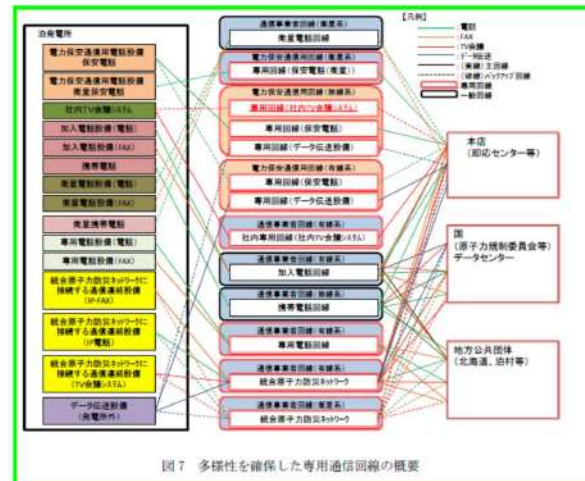 泊発電所
電力保安通信用電話設備
保安電話
電力保安通信用電話設備
衛星保安電話
社内TV会議システム
加入電話設備(電話)
加入電話設備(FAX)
携帯電話
衛星電話設備(電話)
衛星電話設備(FAX)
衛星携帯電話
専用電話設備(電話)
専用電話設備(FAX)
統合原子力防災ネットワークに
接続する通信連絡設備
(IP-FAX)
統合原子力防災ネットワークに
接続する通信連絡設備
(IP電話)
統合原子力防災ネットワークに
接続する通信連絡設備
(TV会議システム)
データ伝送設備
(発電所外)
通信事業者回線(衛星系)
衛星電話回線
電力保安通信用回線(衛星系)
専用回線(保安電話(衛星))
電力保安通信用回線(無線系)
専用回線(社内TV会議システム)
専用回線(保安電話)
専用回線(データ伝送設備)
電力保安通信用回線(有線系)
専用回線(保安電話)
専用回線(データ伝送設備)
通信事業者回線(有線系)
社内専用回線(社内TV会議システム)
通信事業者回線(有線系)
加入電話回線
通信事業者回線(無線系)
携帯電話回線
通信事業者回線(有線系)
専用電話回線
通信事業者回線(有線系)
統合原子力防災ネットワーク
通信事業者回線(衛星系)
統合原子力防災ネットワーク
【凡例】
:電話
:FAX
:TV会議
:データ伝送
:(実線)主回線
:(破線)バックアップ回線
:専用回線
:一般回線
本店
(即応センター等)
国
(原子力規制委員会等)
データセンター
地方公共団体
(北海道、泊村等)
図7 多様性を確保した専用通信回線の概要